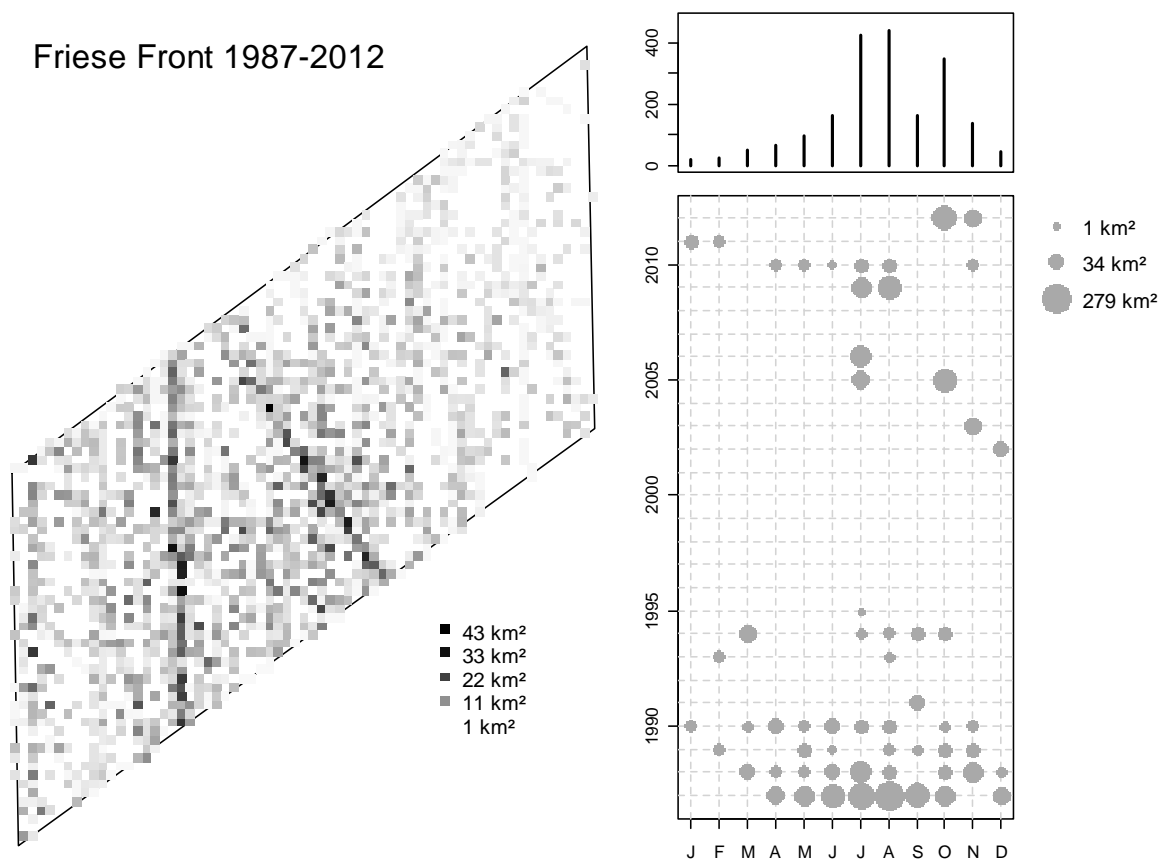 Friese Front 1987-2012
43 km²
33 km²
22 km²
11 km²
1 km²
400
200
0
2010
2005
2000
1995
1990
J F M A M J J A S O N D
1 km²
34 km²
279 km²